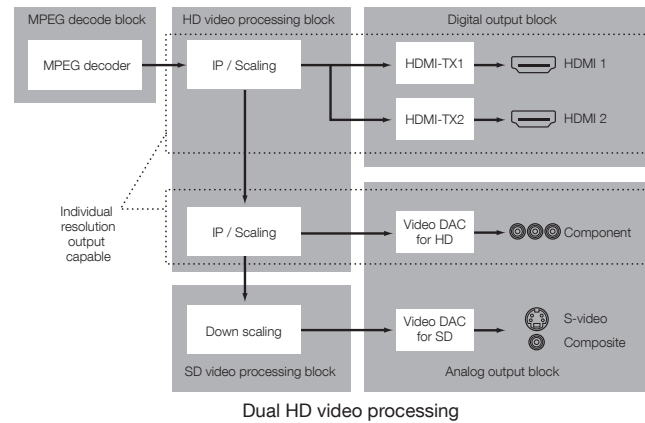 MPEG decode block
HD video processing block
Digital output block
MPEG decoder
IP / Scaling
HDMI-TX1
HDMI 1
HDMI-TX2
HDMI 2
Individual
resolution
output
capable
IP / Scaling
Video DAC
for HD
Component
Down scaling
Video DAC
for SD
S-video
Composite
SD video processing block
Analog output block
Dual HD video processing